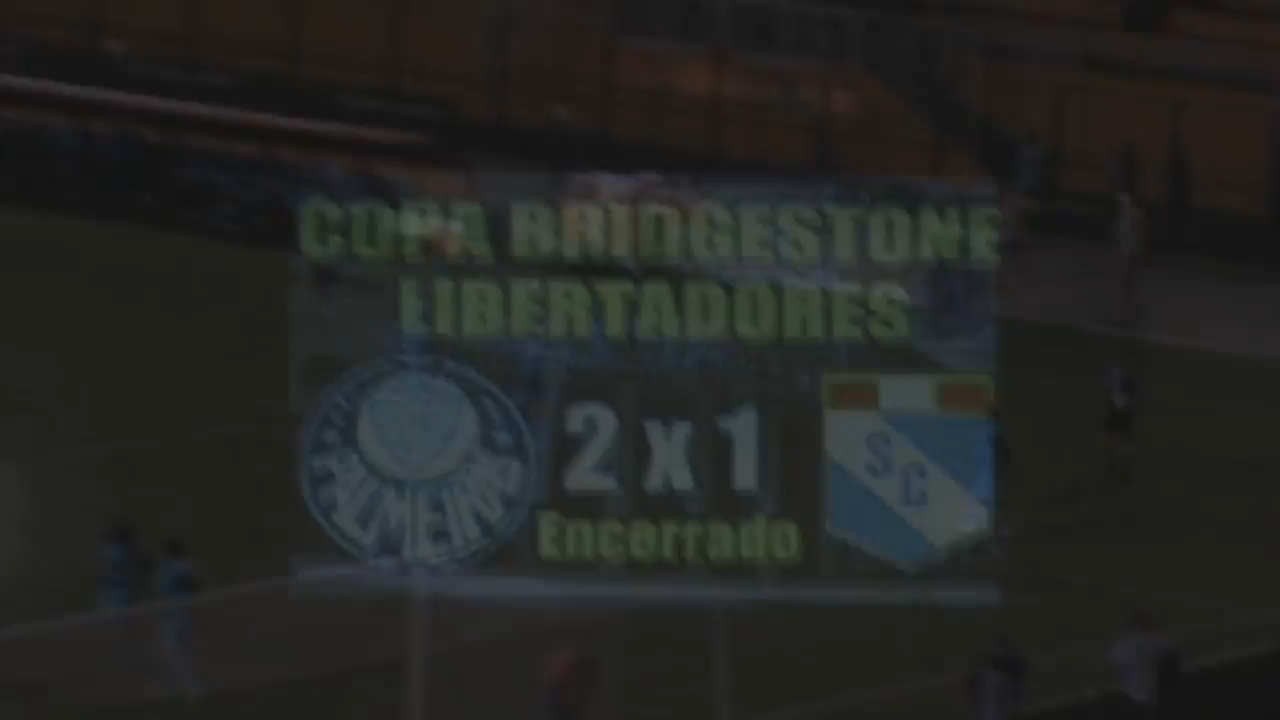 COPA BRIDGESTONE
LIBERTADORES
PALMEIRAS
2 x 1
SC
Encerrado